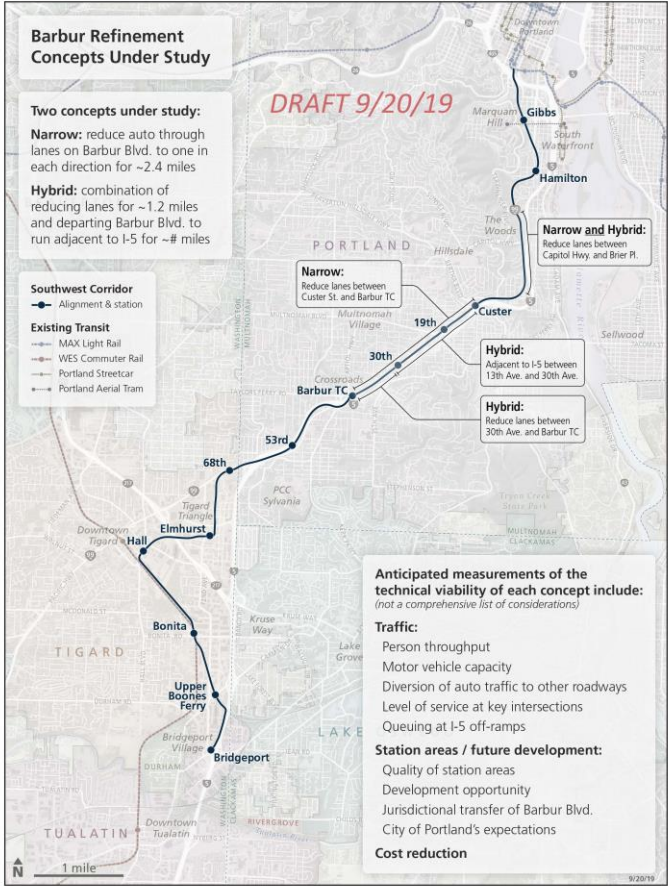 Barbur Refinement
Concepts Under Study
Two concepts under study:
Narrow: reduce auto through
lanes on Barbur Blvd. to one in
each direction for ~2.4 miles
Hybrid: combination of
reducing lanes for ~1.2 miles
and departing Barbur Blvd. to
run adjacent to I-5 for ~# miles
Southwest Corridor
Alignment & station
Existing Transit
MAX Light Rail
WES Commuter Rail
Portland Streetcar
Portland Aerial Tram
DRAFT 9/20/19
Downtown
Portland
Marquam
Hill
Gibbs
South
Waterfront
Hamilton
The
Woods
PORTLAND
Hillsdale
Narrow and Hybrid:
Reduce lanes between
Capitol Hwy. and Brier Pl.
Narrow:
Reduce lanes between
Custer St. and Barbur TC
WASHINGTON
MULTNOMAH
Multnomah
Village
Custer
5
Sellwood
19th
30th
Hybrid:
Adjacent to I-5 between
13th Ave. and 30th Ave.
Crossroads
Barbur TC
5
Hybrid:
Reduce lanes between
30th Ave. and Barbur TC
53rd
68th
PCC
Sylvania
Tigard
Triangle
Tryon Creek
State Park
Elmhurst
Downtown
Tigard
Hall
MULTNOMAH
CLACKAMAS
Bonita
Kruse
Way
Lake
Grove
TIGARD
Upper
Boones
Ferry
Bridgeport
Village
Bridgeport
DURHAM
LAKE
WASHINGTON
CLACKAMAS
RIVERGROVE
TUALATIN
Downtown
Tualatin
N
1 mile
Anticipated measurements of the
technical viability of each concept include:
(not a comprehensive list of considerations)
Traffic:
Person throughput
Motor vehicle capacity
Diversion of auto traffic to other roadways
Level of service at key intersections
Queuing at I-5 off-ramps
Station areas / future development:
Quality of station areas
Development opportunity
Jurisdictional transfer of Barbur Blvd.
City of Portland's expectations
Cost reduction
9/20/19